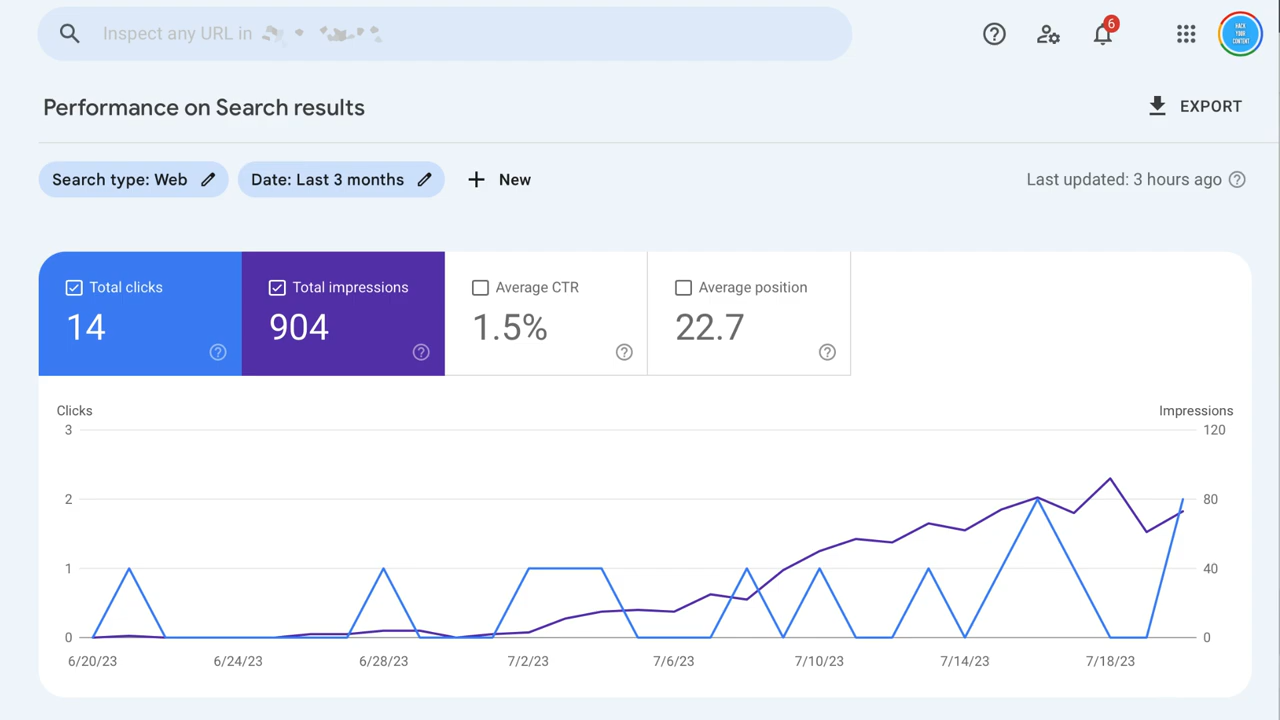 Inspect any URL in
6
HACK
YOUR
CONTENT
Performance on Search results
EXPORT
Search type: Web
Date: Last 3 months
New
Last updated: 3 hours ago
Total clicks
14
Total impressions
904
Average CTR
1.5%
Average position
22.7
Clicks
Impressions
3
120
2
80
1
40
0
0
6/20/23
6/24/23
6/28/23
7/2/23
7/6/23
7/10/23
7/14/23
7/18/23